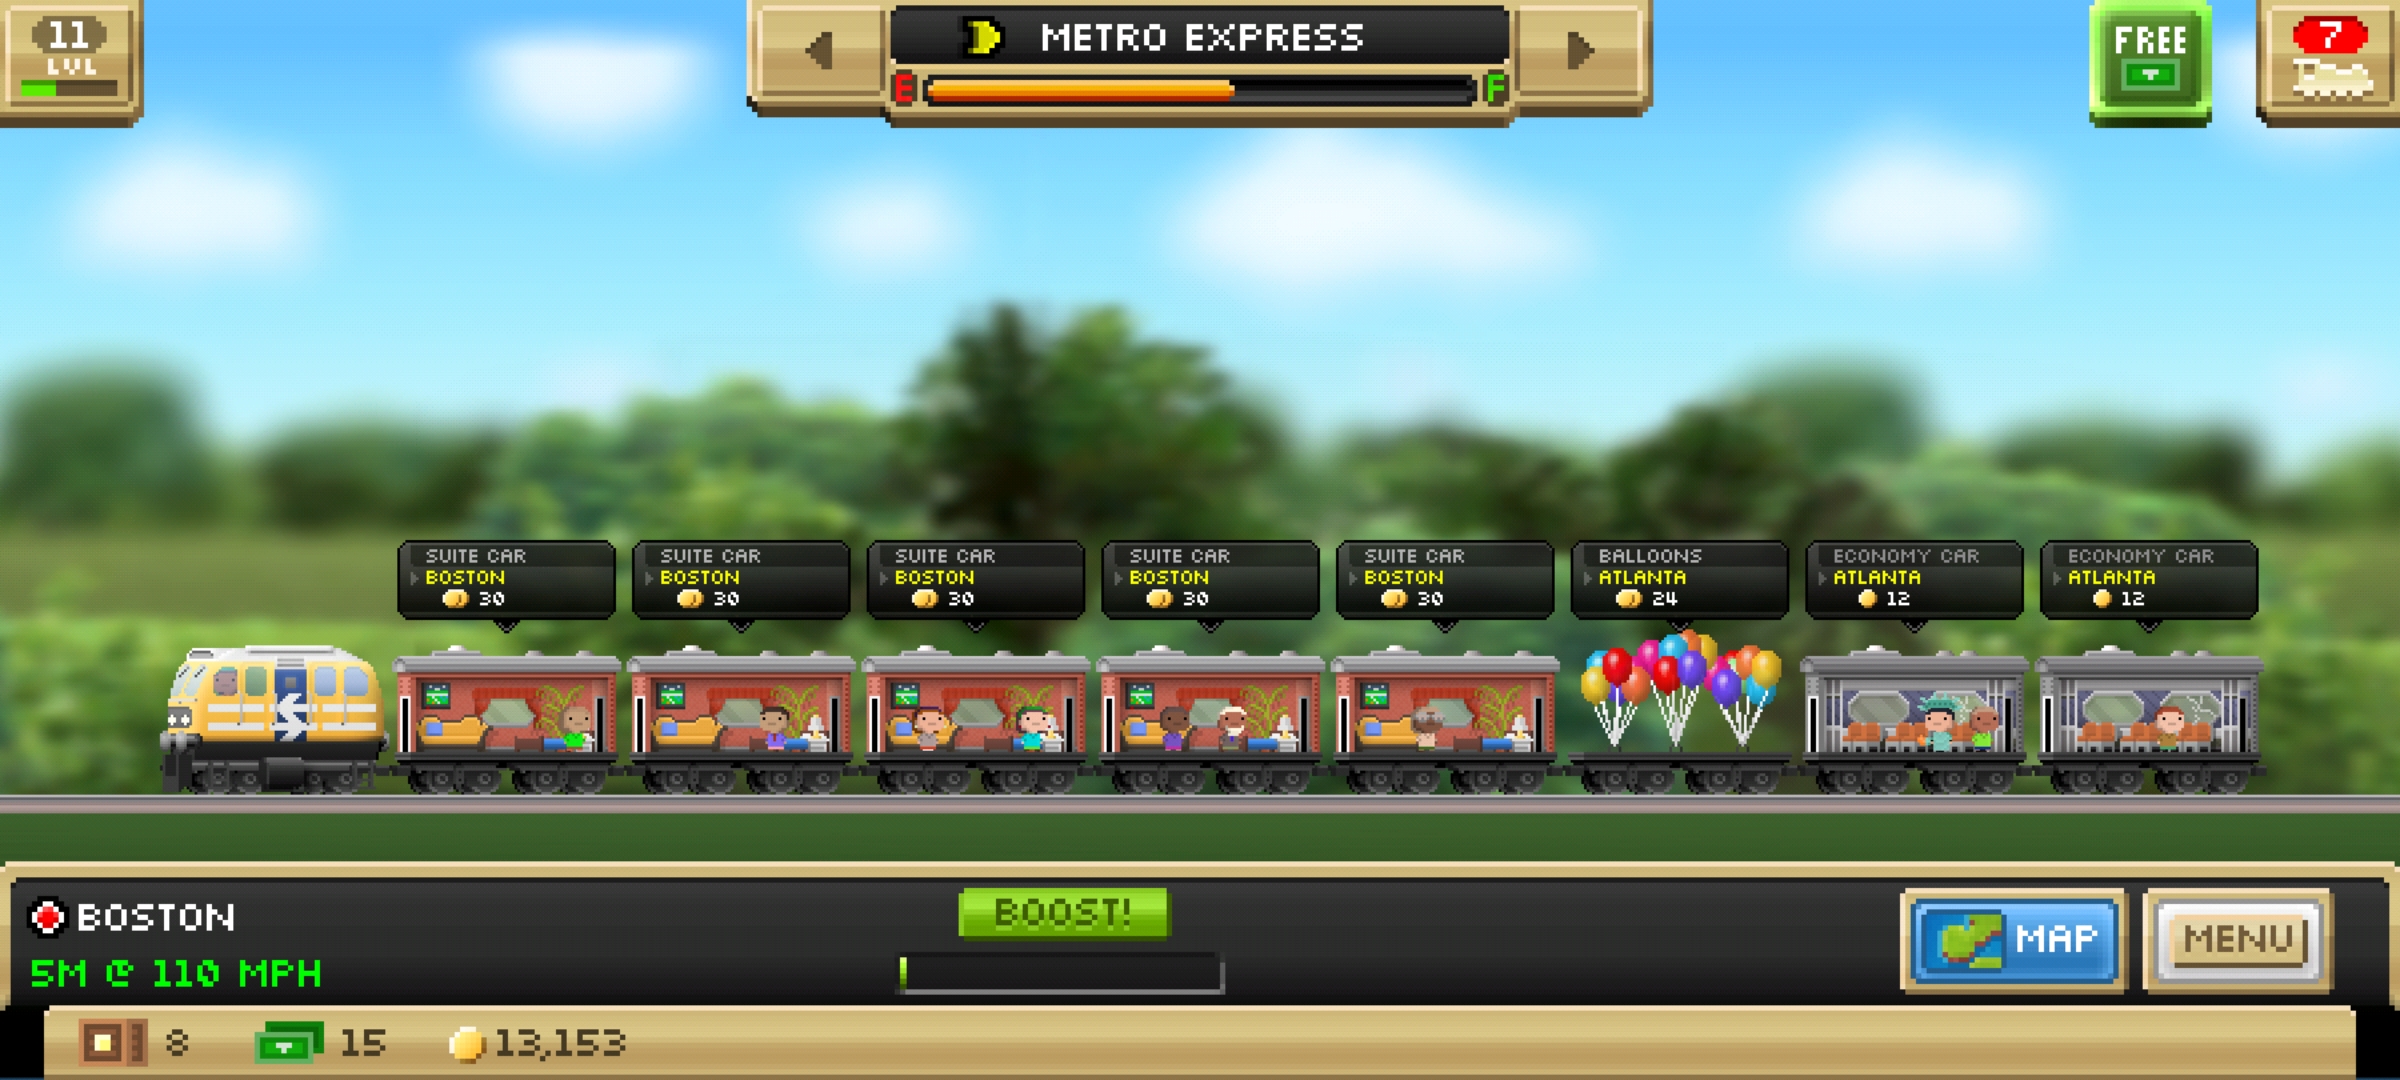 11
LVL
METRO EXPRESS
E F
FREE
7
SUITE CAR
BOSTON
30
SUITE CAR
BOSTON
30
SUITE CAR
BOSTON
30
SUITE CAR
BOSTON
30
SUITE CAR
BOSTON
30
BALLOONS
ATLANTA
24
ECONOMY CAR
ATLANTA
12
ECONOMY CAR
ATLANTA
12
BOSTON
5M @ 110 MPH
BOOST!
MAP
MENU
8
15
13,153